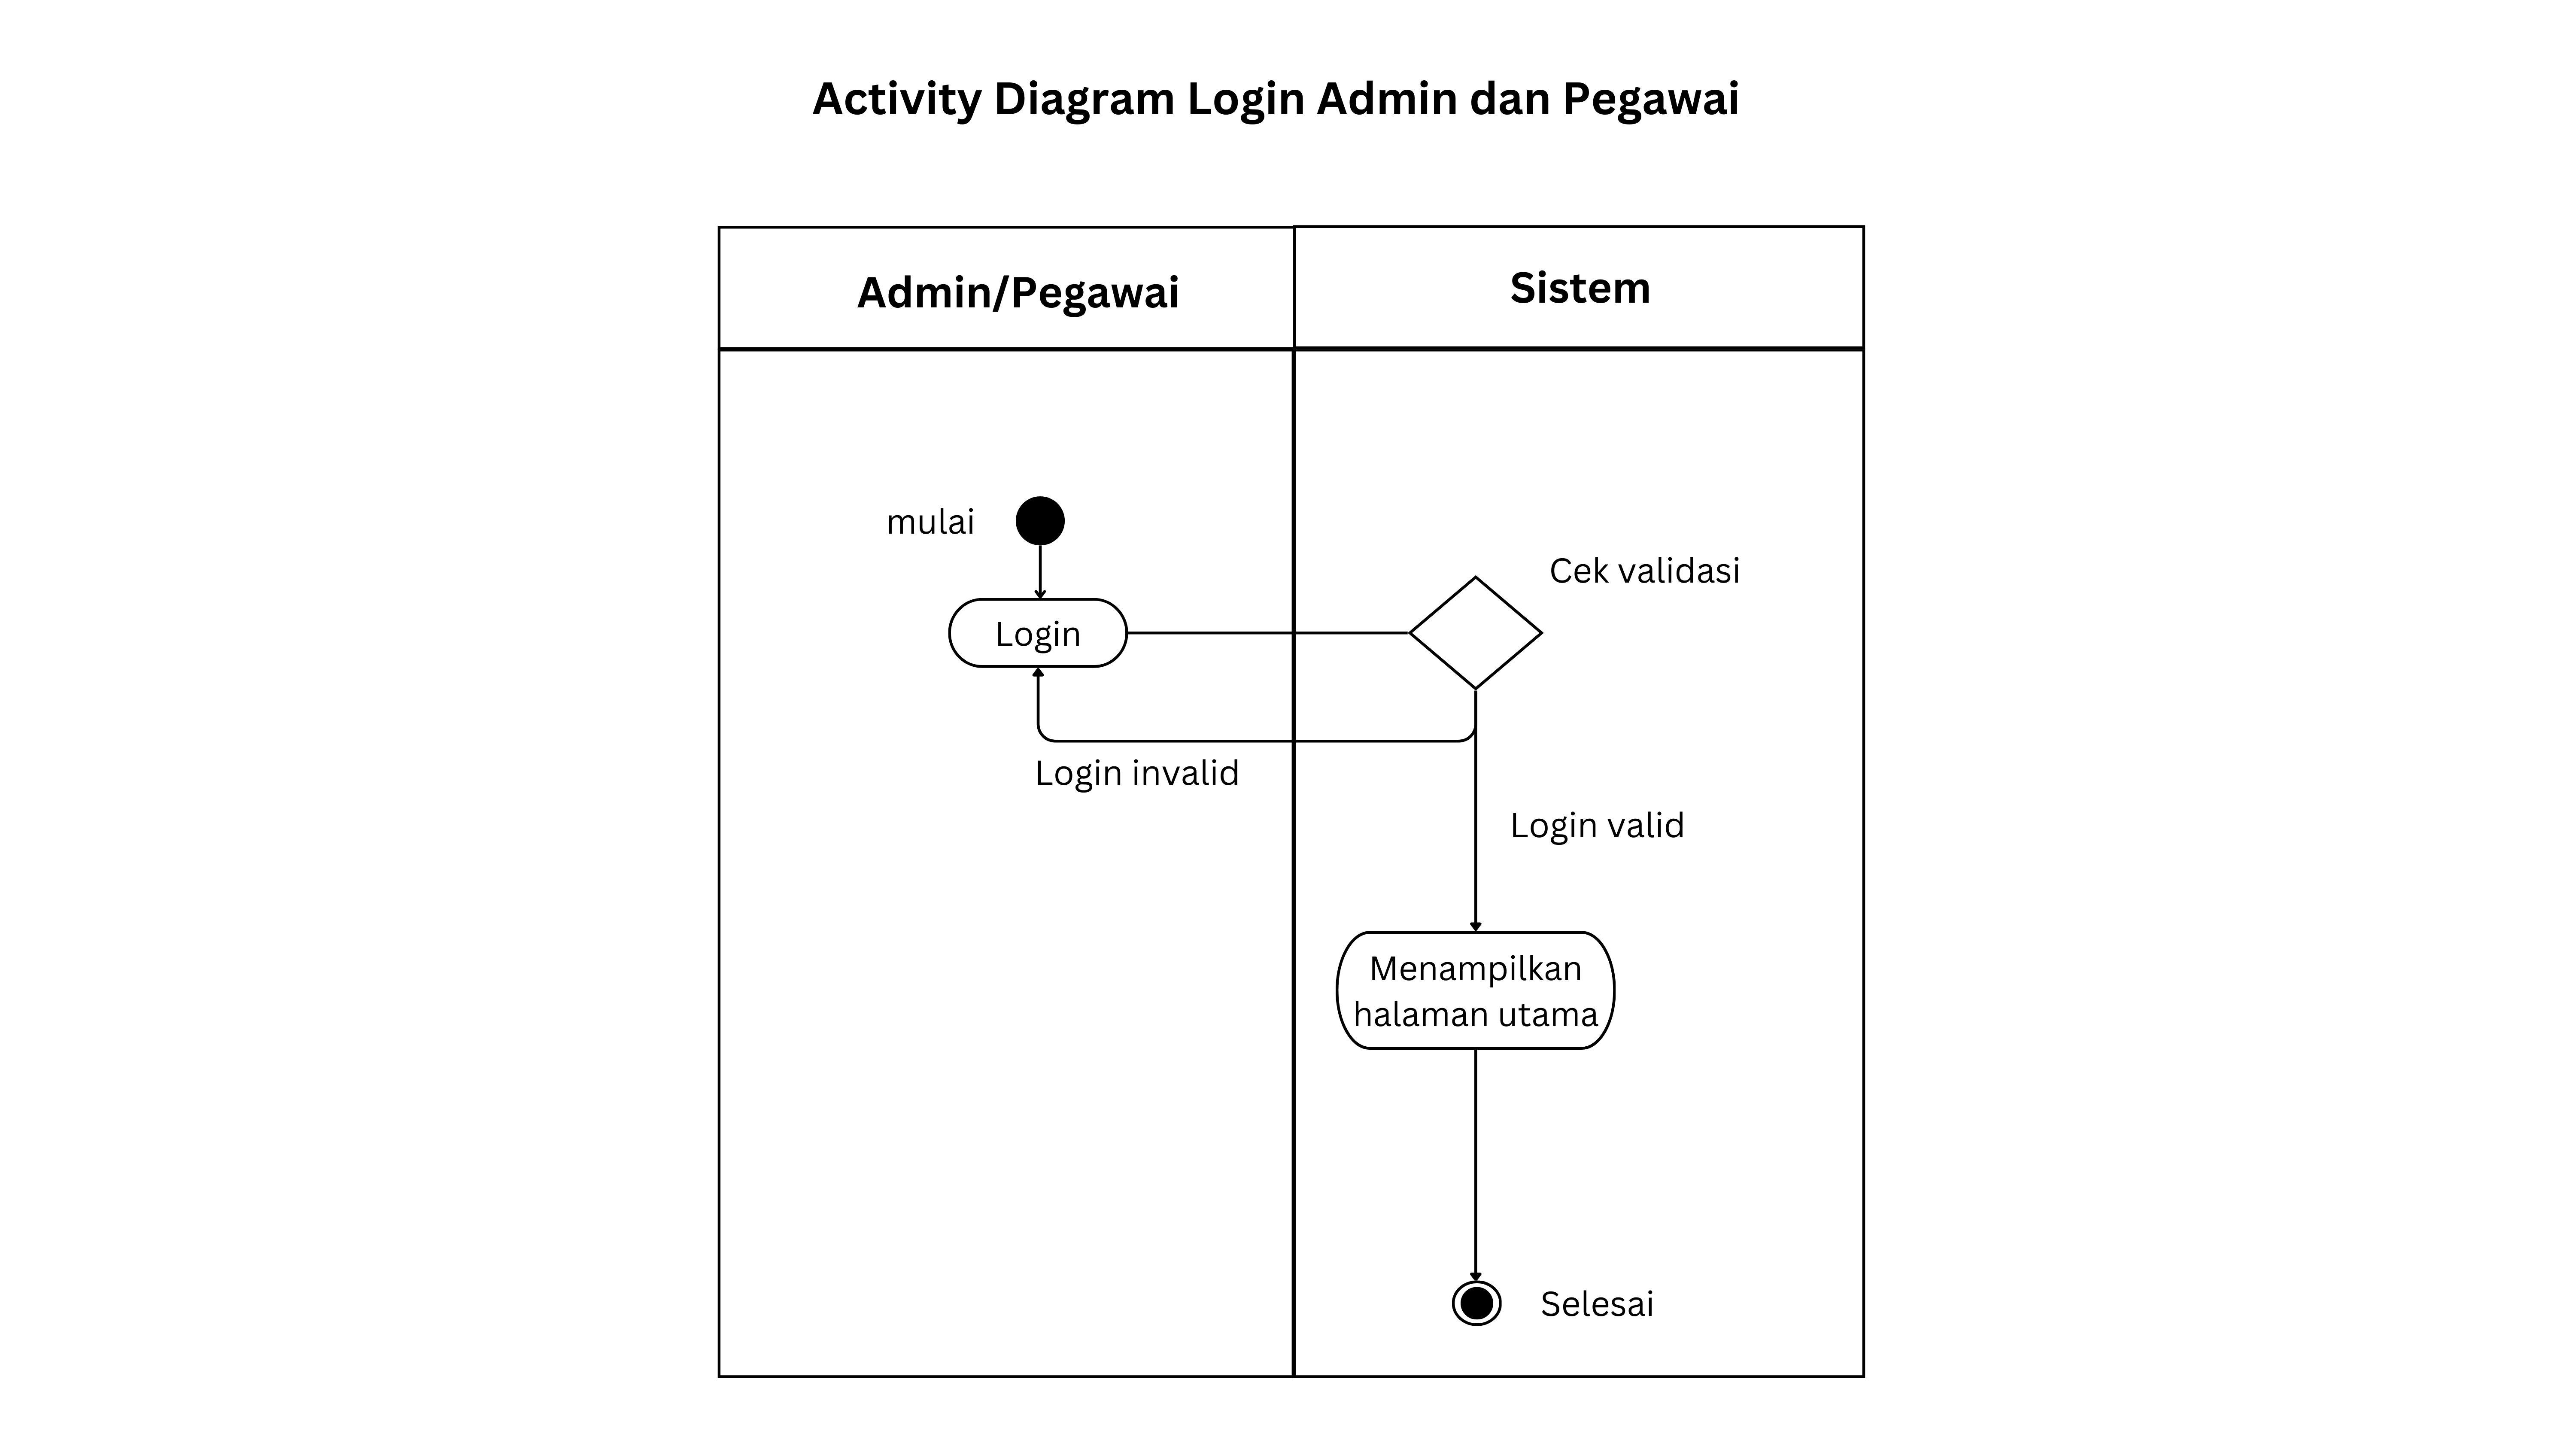 Activity Diagram Login Admin dan Pegawai
Admin/Pegawai
Sistem
mulai
Cek validasi
Login
Login invalid
Login valid
Menampilkan
halaman utama
Selesai